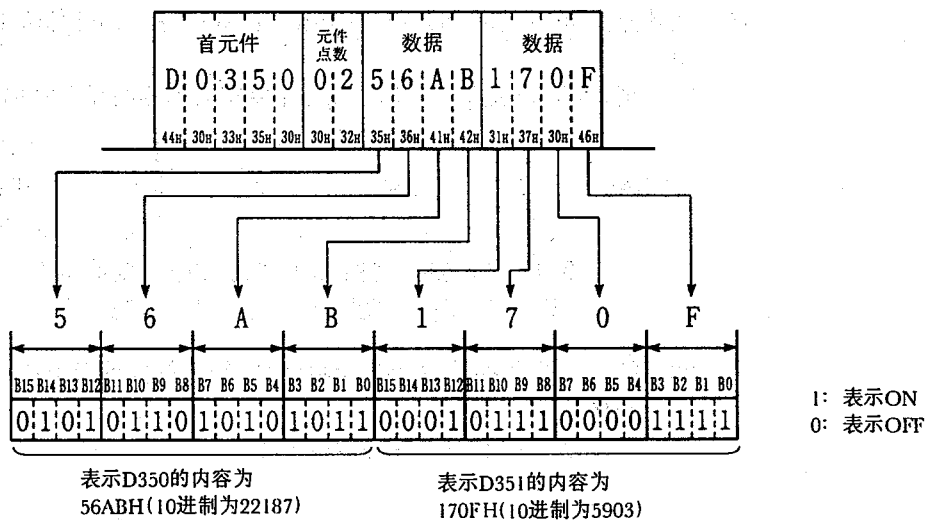 首元件 元件点数 数据 数据
D 0 3 5 0 0 2 5 6 A B 1 7 0 F
44H 30H 33H 35H 30H 30H 32H 35H 36H 41H 42H 31H 37H 30H 46H
5 6 A B 1 7 0 F
B15 B14 B13 B12 B11 B10 B9 B8 B7 B6 B5 B4 B3 B2 B1 B0 B15 B14 B13 B12 B11 B10 B9 B8 B7 B6 B5 B4 B3 B2 B1 B0
0 1 0 1 0 1 1 0 1 0 1 0 1 0 1 1 0 0 0 1 0 1 1 1 0 0 0 0 1 1 1 1
1: 表示ON
0: 表示OFF
表示D350的内容为
56ABH(10进制为22187)
表示D351的内容为
170FH(10进制为5903)